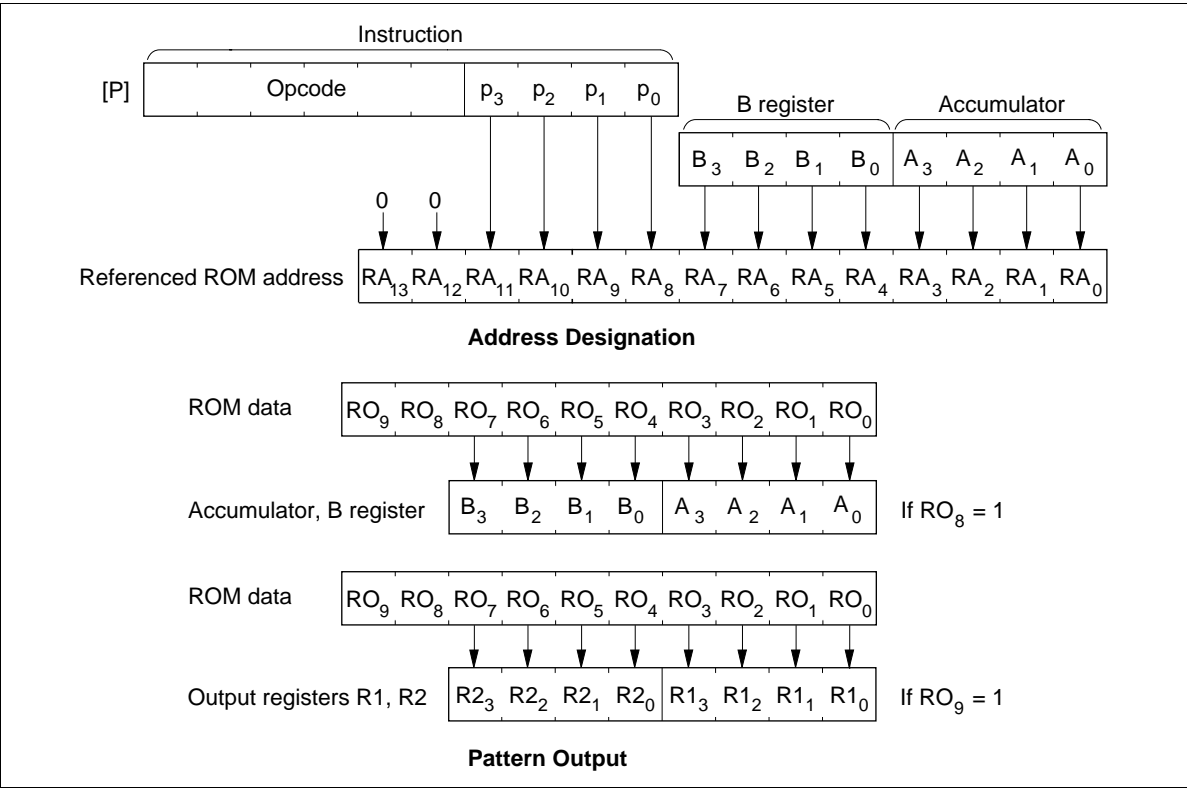 Instruction
[P] Opcode p3 p2 p1 p0
B register Accumulator
B3 B2 B1 B0 A3 A2 A1 A0
0 0
Referenced ROM address RA13 RA12 RA11 RA10 RA9 RA8 RA7 RA6 RA5 RA4 RA3 RA2 RA1 RA0
Address Designation
ROM data RO9 RO8 RO7 RO6 RO5 RO4 RO3 RO2 RO1 RO0
Accumulator, B register B3 B2 B1 B0 A3 A2 A1 A0 If RO8 = 1
ROM data RO9 RO8 RO7 RO6 RO5 RO4 RO3 RO2 RO1 RO0
Output registers R1, R2 R23 R22 R21 R20 R13 R12 R11 R10 If RO9 = 1
Pattern Output